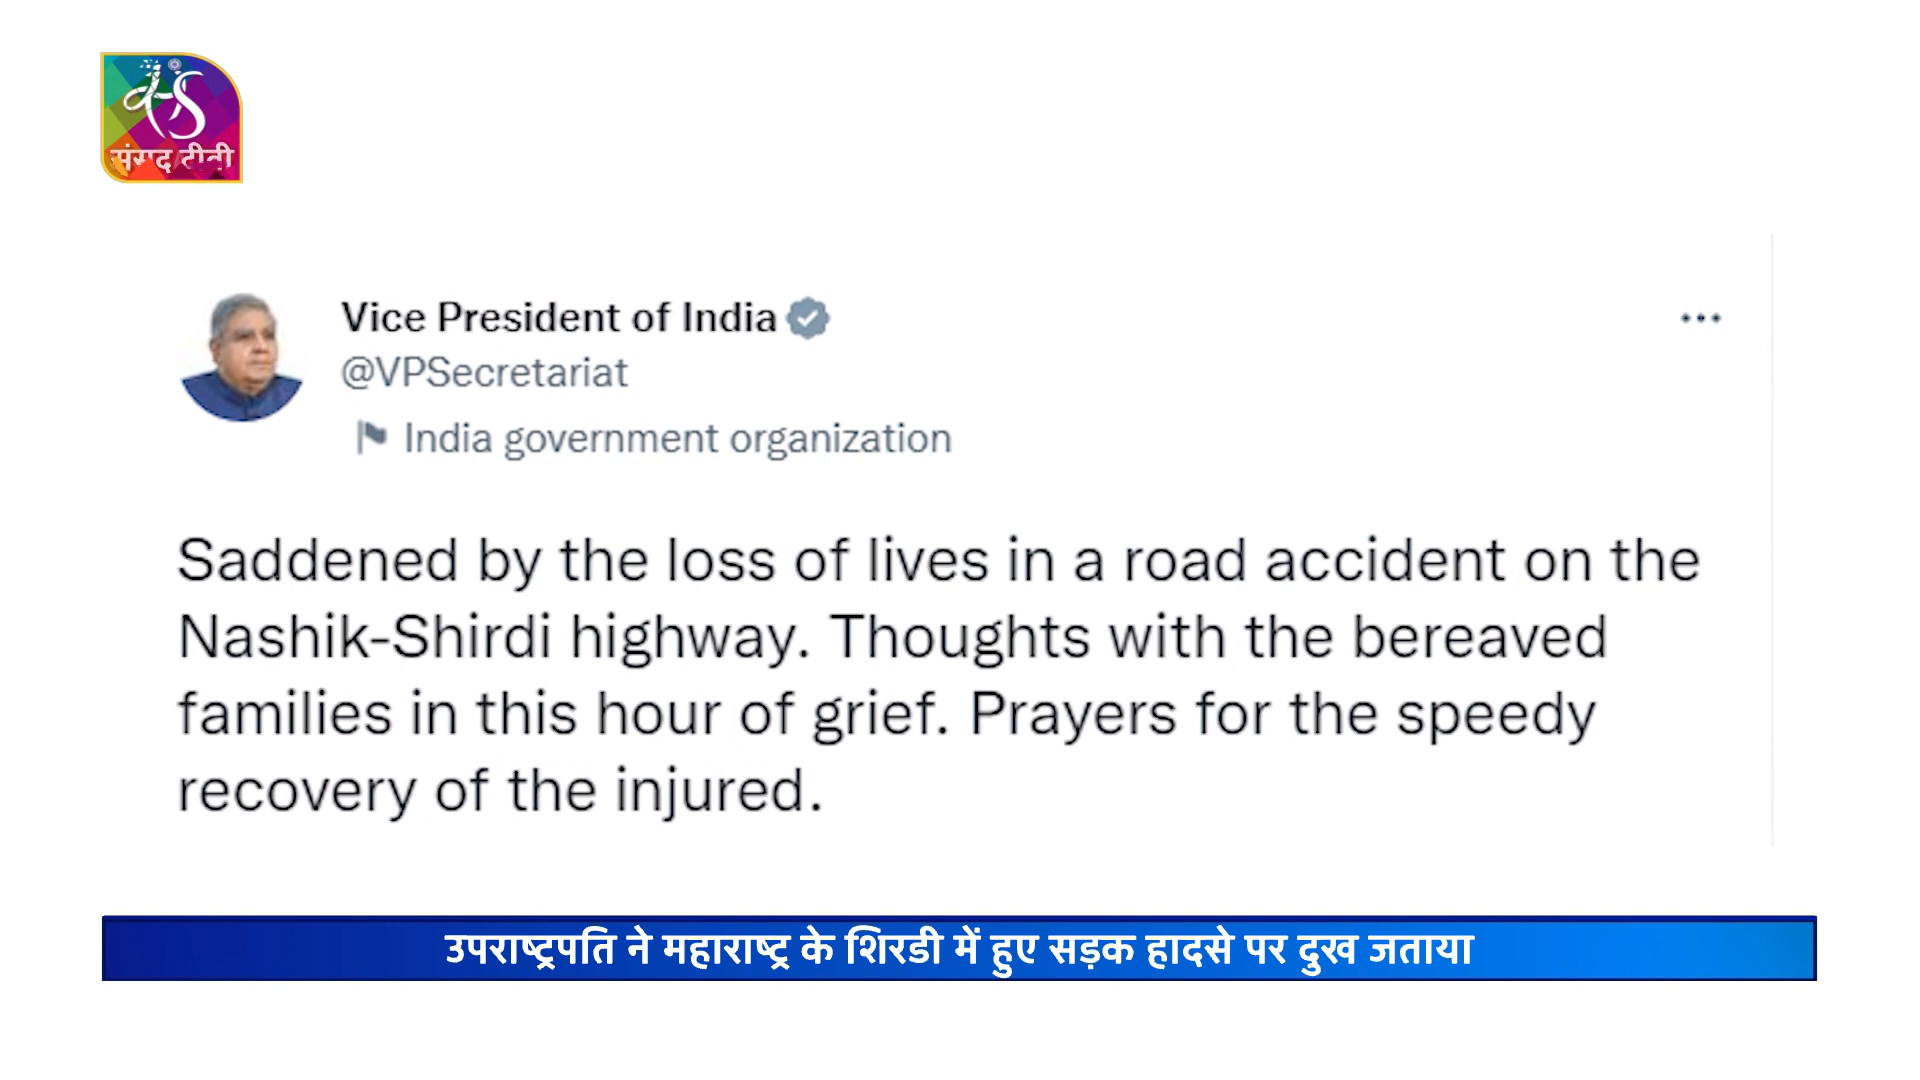 संसद टीवी
Vice President of India
@VPSecretariat
India government organization
Saddened by the loss of lives in a road accident on the
Nashik-Shirdi highway. Thoughts with the bereaved
families in this hour of grief. Prayers for the speedy
recovery of the injured.
उपराष्ट्रपति ने महाराष्ट्र के शिरडी में हुए सड़क हादसे पर दुख जताया